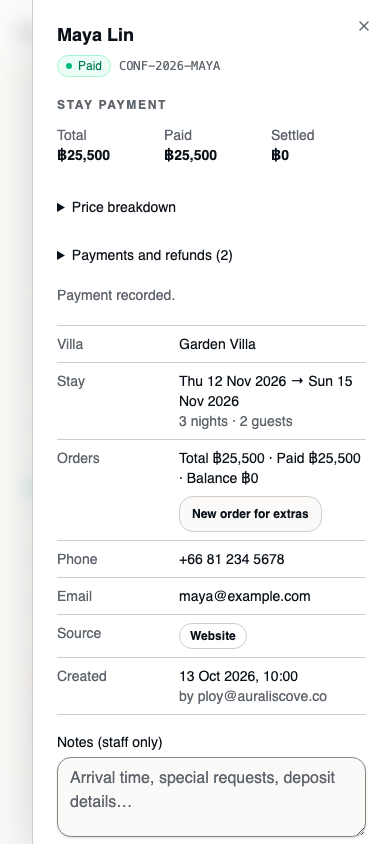 Maya Lin
Paid CONF-2026-MAYA
STAY PAYMENT
Total Paid Settled
฿25,500 ฿25,500 ฿0
Price breakdown
Payments and refunds (2)
Payment recorded.
Villa Garden Villa
Stay Thu 12 Nov 2026 → Sun 15
Nov 2026
3 nights · 2 guests
Orders Total ฿25,500 · Paid ฿25,500
· Balance ฿0
New order for extras
Phone +66 81 234 5678
Email maya@example.com
Source Website
Created 13 Oct 2026, 10:00
by ploy@auraliscove.co
Notes (staff only)
Arrival time, special requests, deposit
details…